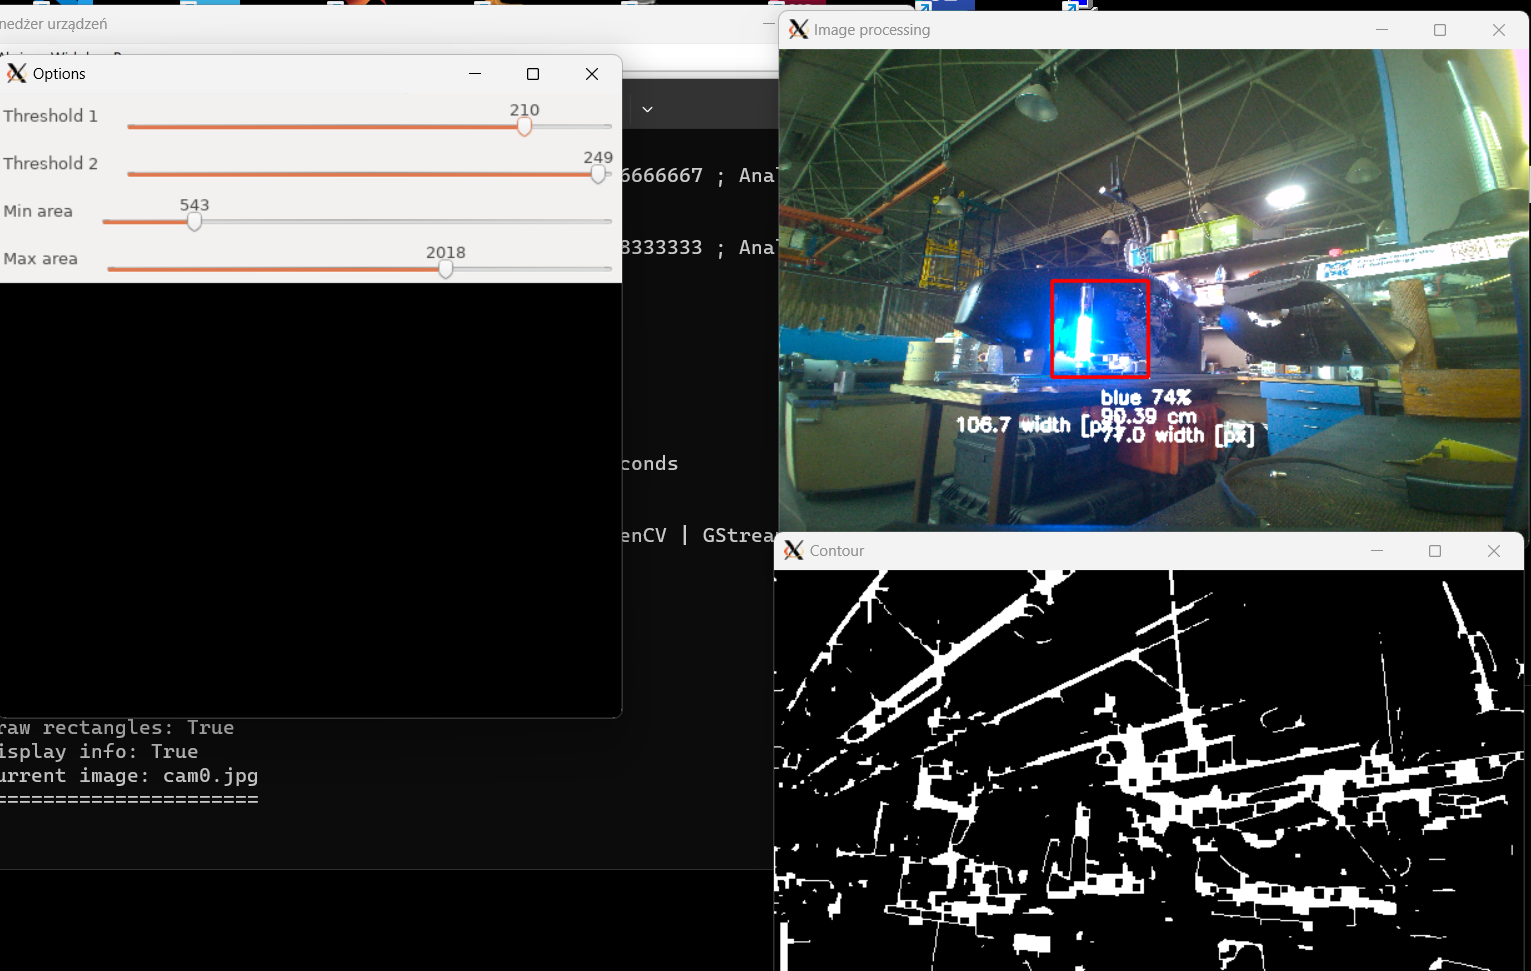 nedżer urządzeń
Options
Threshold 1
210
Threshold 2
249
Min area
543
Max area
2018
6666667 ; Ana
8333333 ; Ana
conds
enCV | GStrea
raw rectangles: True
isplay info: True
urrent image: cam0.jpg
======================
Image processing
blue 74%
90.39 cm
106.7 width [px]
77.0 width [px]
Contour